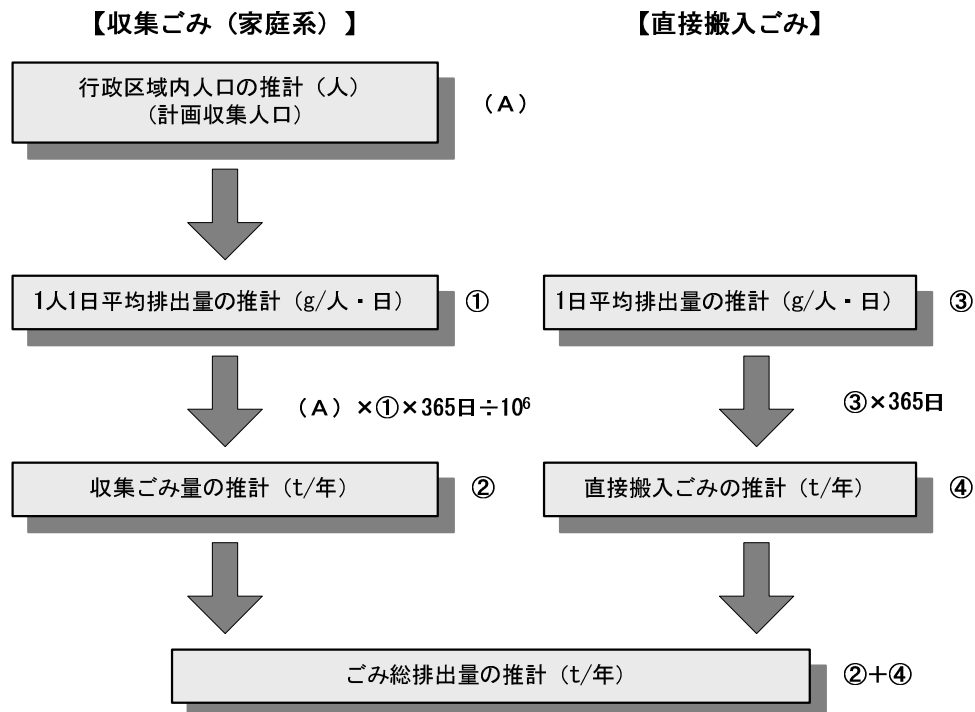 【収集ごみ（家庭系）】
【直接搬入ごみ】
行政区域内人口の推計（人）
（計画収集人口）
（Ａ）
1人1日平均排出量の推計（g/人・日）
①
1日平均排出量の推計（g/人・日）
③
（Ａ）×①×365日÷10⁶
③×365日
収集ごみ量の推計（t/年）
②
直接搬入ごみの推計（t/年）
④
ごみ総排出量の推計（t/年）
②＋④